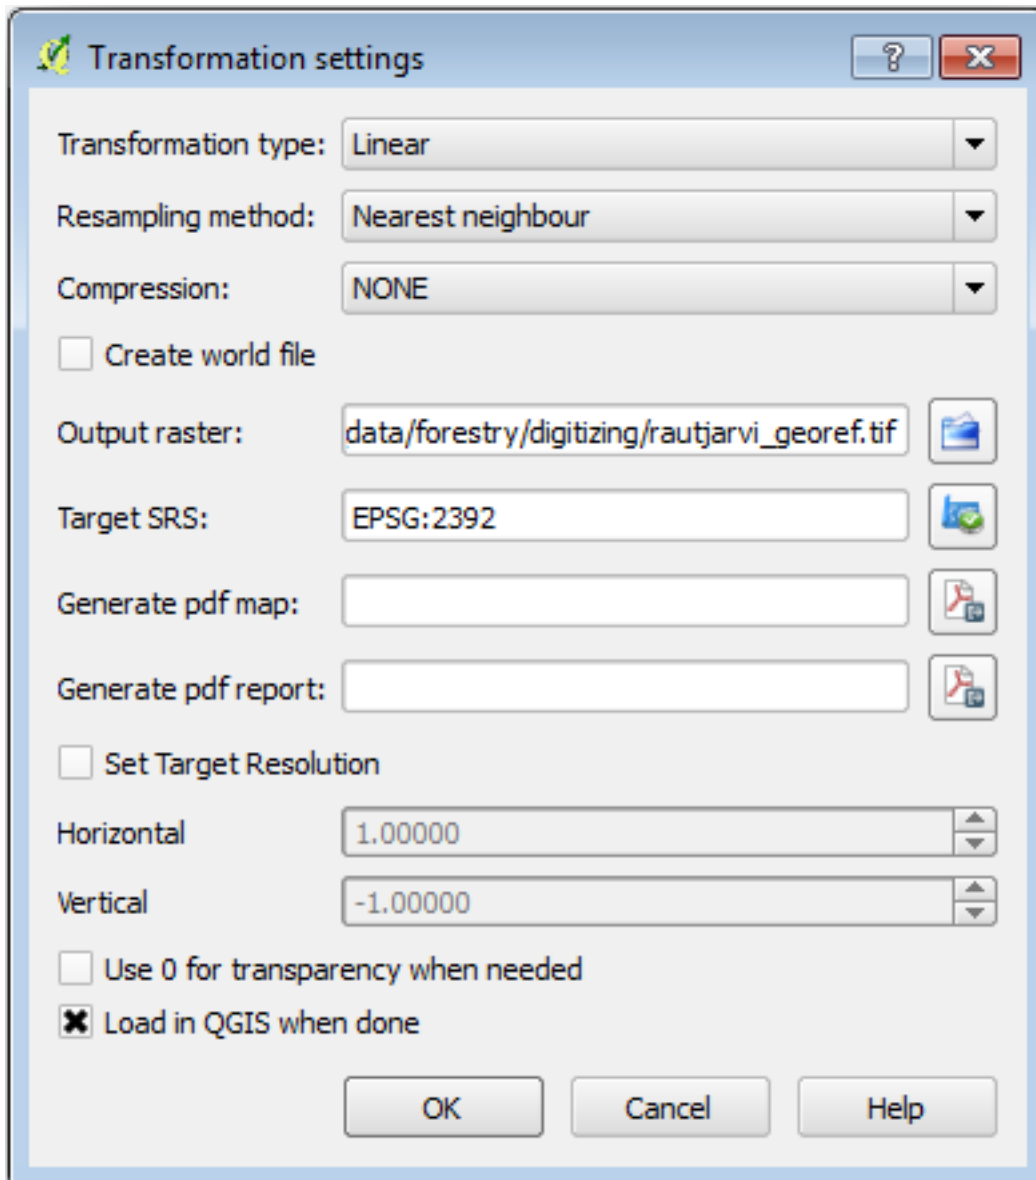 Transformation settings
Transformation type: Linear
Resampling method: Nearest neighbour
Compression: NONE
Create world file
Output raster: data/forestry/digitizing/rautjarvi_georef.tif
Target SRS: EPSG:2392
Generate pdf map:
Generate pdf report:
Set Target Resolution
Horizontal 1.00000
Vertical -1.00000
Use 0 for transparency when needed
Load in QGIS when done
OK Cancel Help